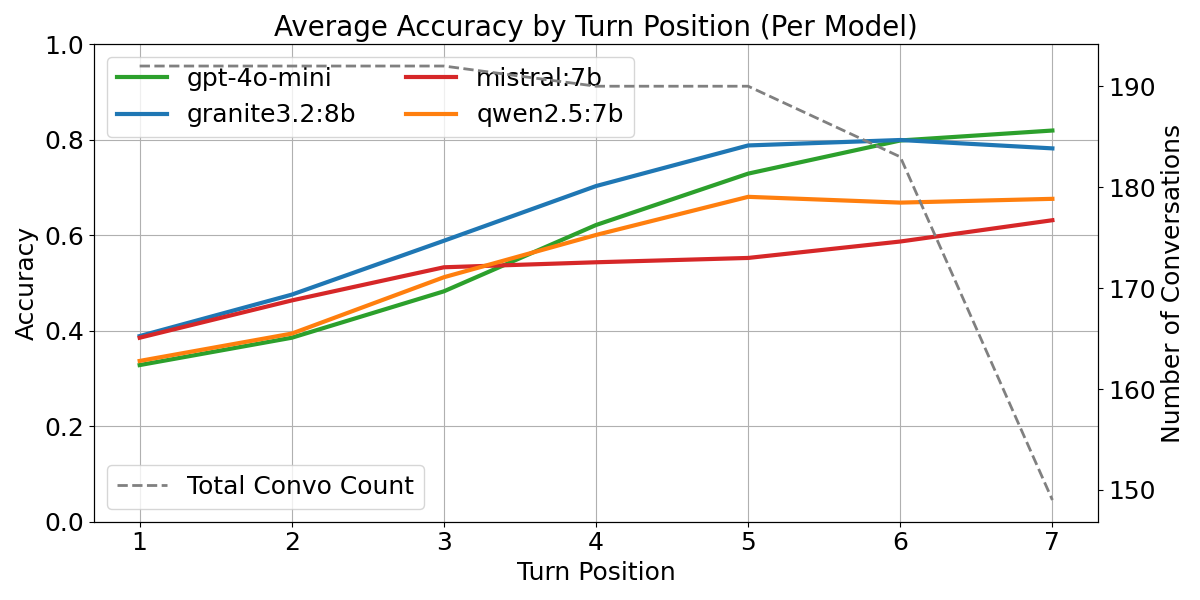 Average Accuracy by Turn Position (Per Model)
gpt-4o-mini
granite3.2:8b
mistral:7b
qwen2.5:7b
Total Convo Count
Accuracy
1.0
0.8
0.6
0.4
0.2
0.0
1 2 3 4 5 6 7
Turn Position
190
180
170
160
150
Number of Conversations